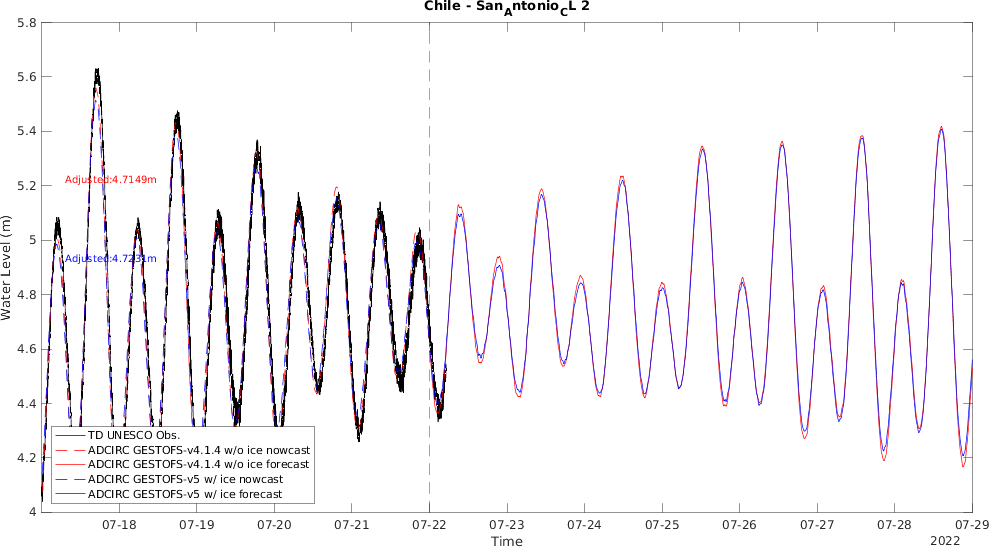 Chile - San_Antonio_CL 2
5.8
5.6
5.4
5.2
5
4.8
4.6
4.4
4.2
4
Water Level (m)
Adjusted:4.7149m
Adjusted:4.7231m
TD UNESCO Obs.
ADCIRC GESTOFS-v4.1.4 w/o ice nowcast
ADCIRC GESTOFS-v4.1.4 w/o ice forecast
ADCIRC GESTOFS-v5 w/ ice nowcast
ADCIRC GESTOFS-v5 w/ ice forecast
07-18 07-19 07-20 07-21 07-22 07-23 07-24 07-25 07-26 07-27 07-28 07-29
Time
2022